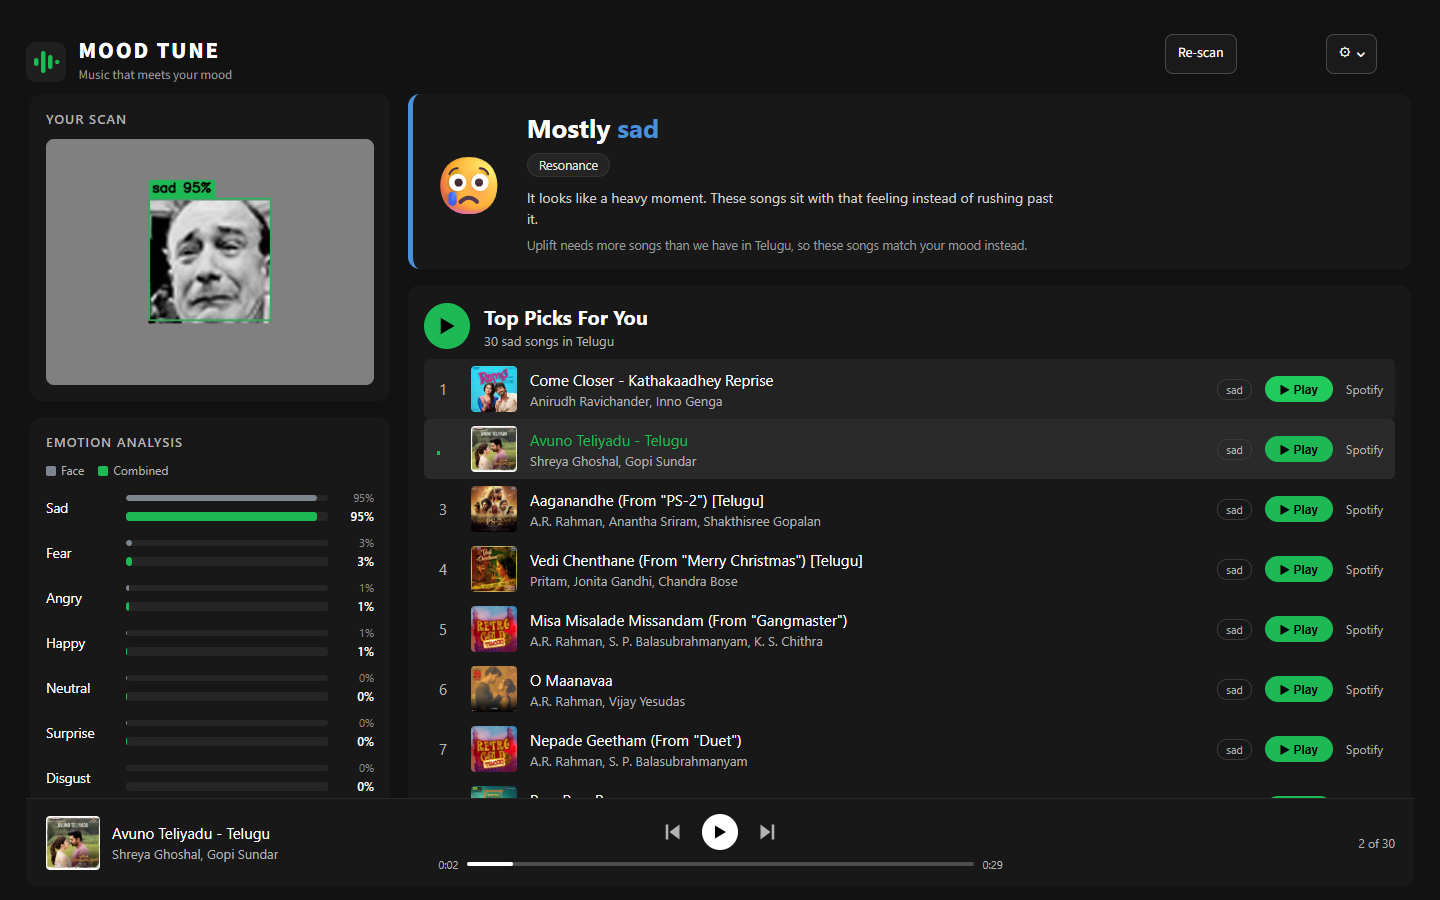 MOOD TUNE
Music that meets your mood
Re-scan
YOUR SCAN
sad 95%
Mostly sad
Resonance
It looks like a heavy moment. These songs sit with that feeling instead of rushing past
it.
Uplift needs more songs than we have in Telugu, so these songs match your mood instead.
EMOTION ANALYSIS
Face
Combined
Sad
95%
95%
Fear
3%
3%
Angry
1%
1%
Happy
1%
1%
Neutral
0%
0%
Surprise
0%
0%
Disgust
0%
0%
Top Picks For You
30 sad songs in Telugu
1
Come Closer - Kathakaadhey Reprise
Anirudh Ravichander, Inno Genga
sad
Play
Spotify
Avuno Teliyadu - Telugu
Shreya Ghoshal, Gopi Sundar
sad
Play
Spotify
3
Aaganandhe (From "PS-2") [Telugu]
A.R. Rahman, Anantha Sriram, Shakthisree Gopalan
sad
Play
Spotify
4
Vedi Chenthane (From "Merry Christmas") [Telugu]
Pritam, Jonita Gandhi, Chandra Bose
sad
Play
Spotify
5
Misa Misalade Missandam (From "Gangmaster")
A.R. Rahman, S. P. Balasubrahmanyam, K. S. Chithra
sad
Play
Spotify
6
O Maanavaa
A.R. Rahman, Vijay Yesudas
sad
Play
Spotify
7
Nepade Geetham (From "Duet")
A.R. Rahman, S. P. Balasubrahmanyam
sad
Play
Spotify
Avuno Teliyadu - Telugu
Shreya Ghoshal, Gopi Sundar
0:02
0:29
2 of 30